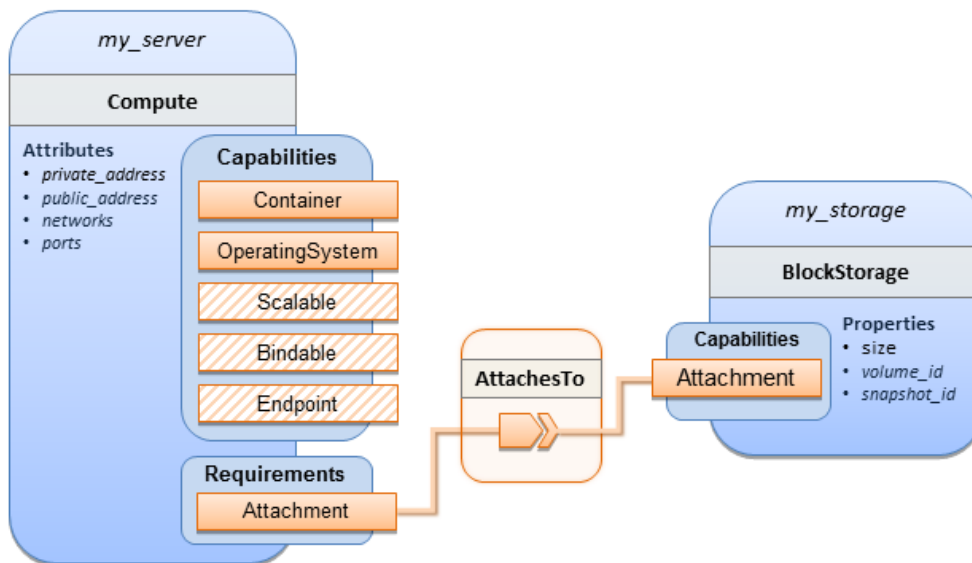 my_server
Compute
Attributes
• private_address
• public_address
• networks
• ports
Capabilities
Container
OperatingSystem
Scalable
Bindable
Endpoint
Requirements
Attachment
AttachesTo
my_storage
BlockStorage
Capabilities
Attachment
Properties
• size
• volume_id
• snapshot_id